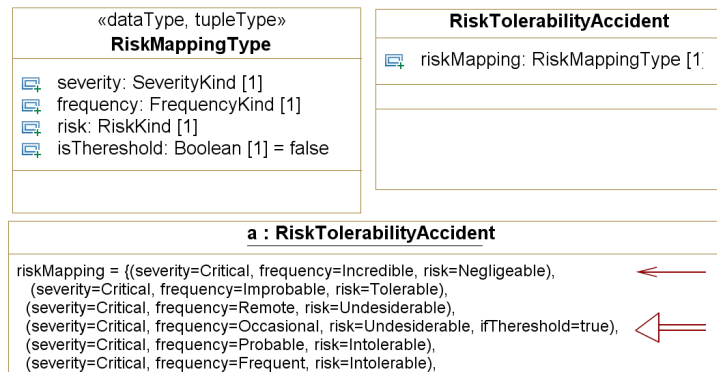 «dataType, tupleType»
RiskMappingType
severity: SeverityKind [1]
frequency: FrequencyKind [1]
risk: RiskKind [1]
isThereshold: Boolean [1] = false
RiskTolerabilityAccident
riskMapping: RiskMappingType [1]
a : RiskTolerabilityAccident
riskMapping = {(severity=Critical, frequency=Incredible, risk=Negligeable),
(severity=Critical, frequency=Improbable, risk=Tolerable),
(severity=Critical, frequency=Remote, risk=Undesiderable),
(severity=Critical, frequency=Occasional, risk=Undesiderable, ifThereshold=true),
(severity=Critical, frequency=Probable, risk=Intolerable),
(severity=Critical, frequency=Frequent, risk=Intolerable),